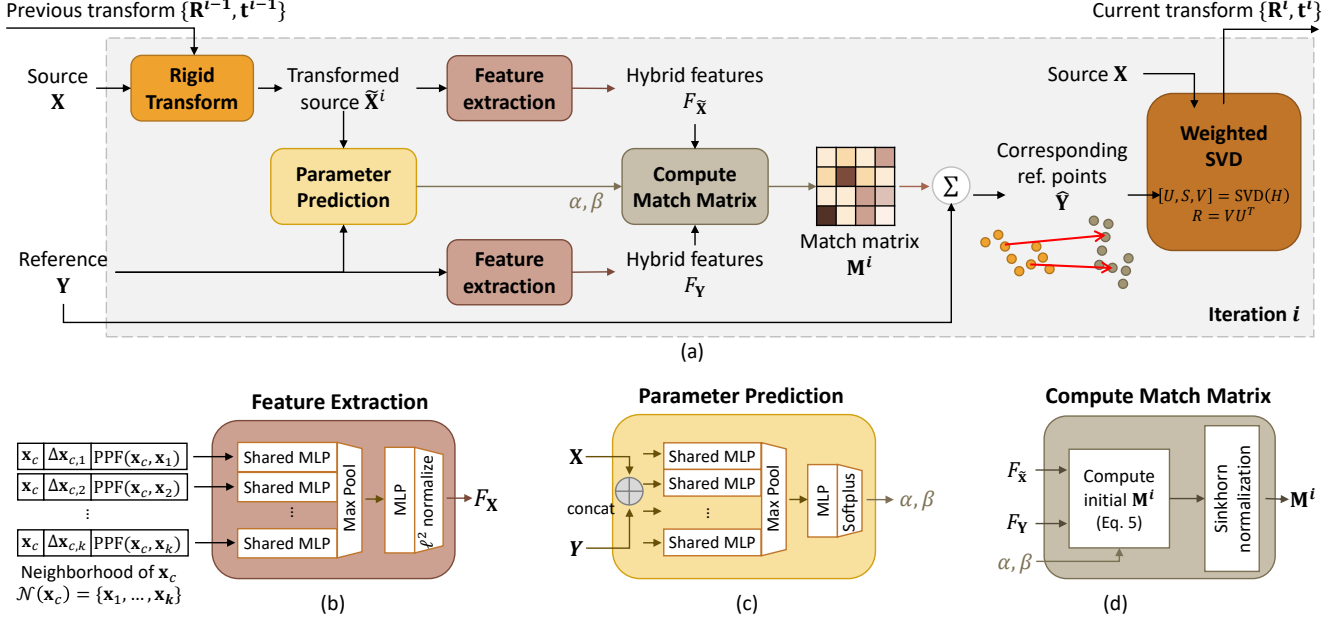 Previous transform {R^{i−1}, t^{i−1}}
Current transform {R^i, t^i}
Source
X
Rigid
Transform
Transformed
source X̃^i
Feature
extraction
Hybrid features
F_X̃
Source X
Weighted
SVD
[U, S, V] = SVD(H)
R = VU^T
Parameter
Prediction
α, β
Compute
Match Matrix
Match matrix
M^i
Σ
Corresponding
ref. points
Ŷ
Reference
Y
Feature
extraction
Hybrid features
F_Y
Iteration i
(a)
Feature Extraction
x_c Δx_{c,1} PPF(x_c, x_1)
x_c Δx_{c,2} PPF(x_c, x_2)
⋮
x_c Δx_{c,k} PPF(x_c, x_k)
Neighborhood of x_c
𝒩(x_c) = {x_1, …, x_k}
Shared MLP
Shared MLP
⋮
Shared MLP
Max Pool
MLP
ℓ² normalize
F_X
(b)
Parameter Prediction
X
concat
Y
Shared MLP
Shared MLP
⋮
Shared MLP
Max Pool
MLP
Softplus
α, β
(c)
Compute Match Matrix
F_x̃
F_Y
α, β
Compute
initial M^i
(Eq. 5)
Sinkhorn
normalization
M^i
(d)